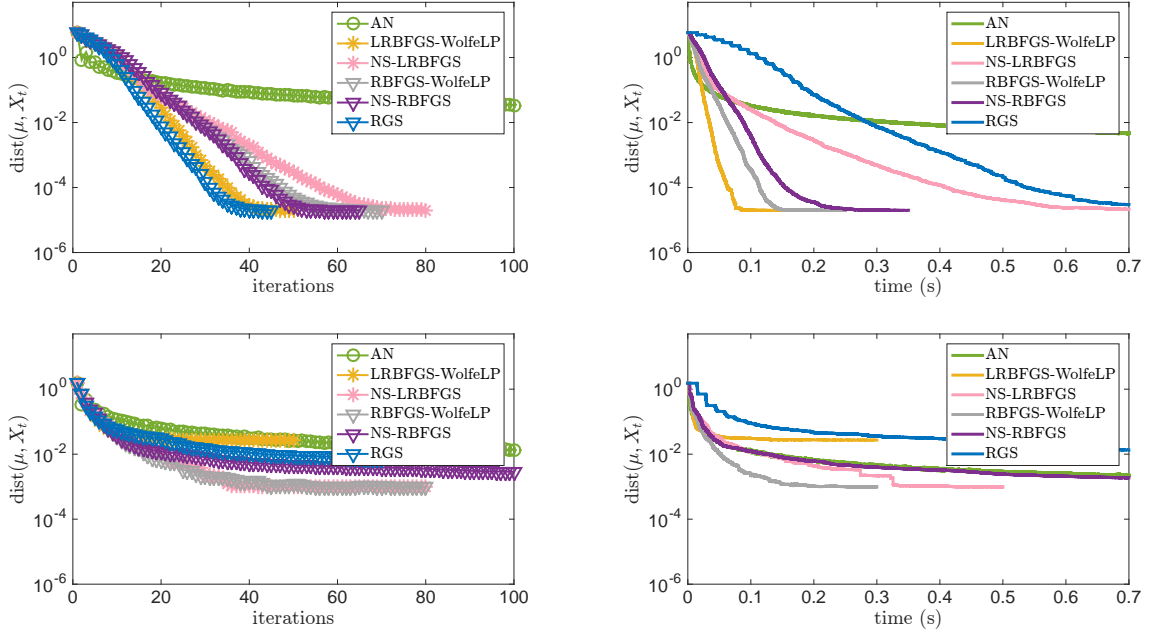 AN
LRBFGS-WolfeLP
NS-LRBFGS
RBFGS-WolfeLP
NS-RBFGS
RGS
10^0
10^-2
10^-4
10^-6
dist(μ, X_t)
0 20 40 60 80 100
iterations
AN
LRBFGS-WolfeLP
NS-LRBFGS
RBFGS-WolfeLP
NS-RBFGS
RGS
10^0
10^-2
10^-4
10^-6
dist(μ, X_t)
0 0.1 0.2 0.3 0.4 0.5 0.6 0.7
time (s)
AN
LRBFGS-WolfeLP
NS-LRBFGS
RBFGS-WolfeLP
NS-RBFGS
RGS
10^0
10^-2
10^-4
10^-6
dist(μ, X_t)
0 20 40 60 80 100
iterations
AN
LRBFGS-WolfeLP
NS-LRBFGS
RBFGS-WolfeLP
NS-RBFGS
RGS
10^0
10^-2
10^-4
10^-6
dist(μ, X_t)
0 0.1 0.2 0.3 0.4 0.5 0.6 0.7
time (s)